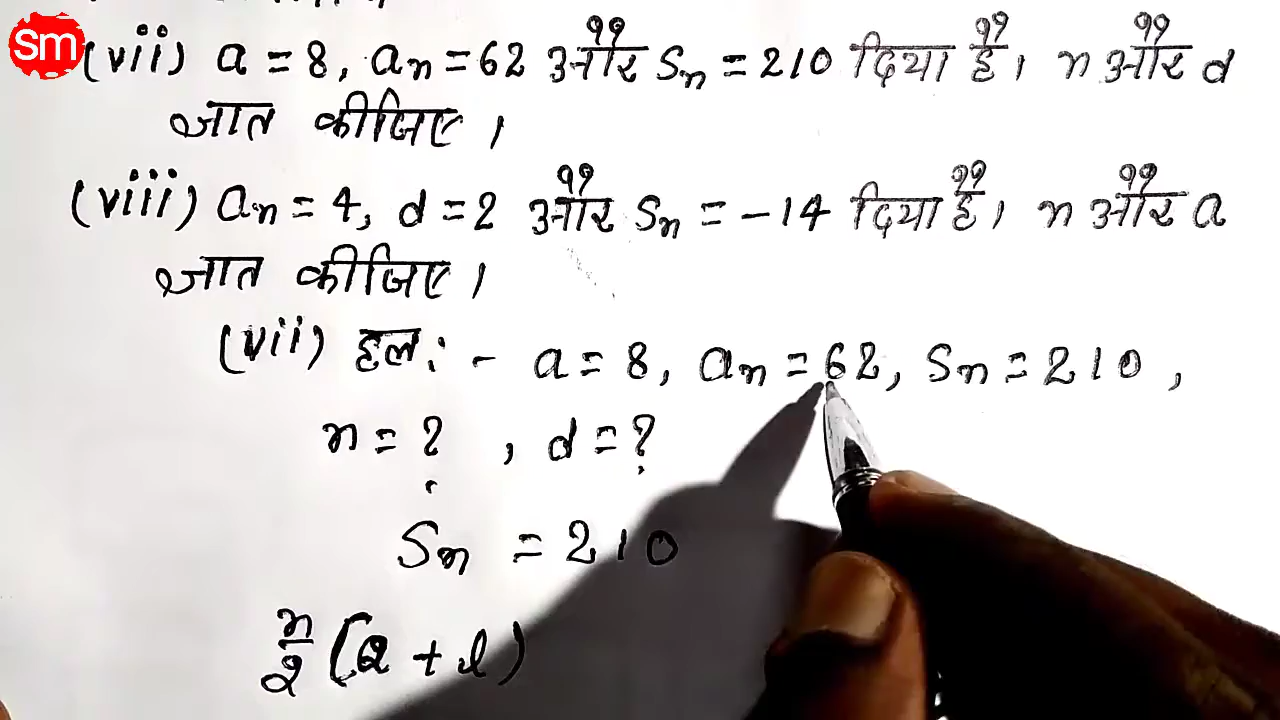 Sm
(vii) a = 8, an = 62 और Sn = 210 दिया है। n और d
ज्ञात कीजिए।
(viii) an = 4, d = 2 और Sn = -14 दिया है। n और a
ज्ञात कीजिए।
(vii) हल:- a = 8, an = 62, Sn = 210,
n = ? , d = ?
Sn = 210
n/2 (a + l)